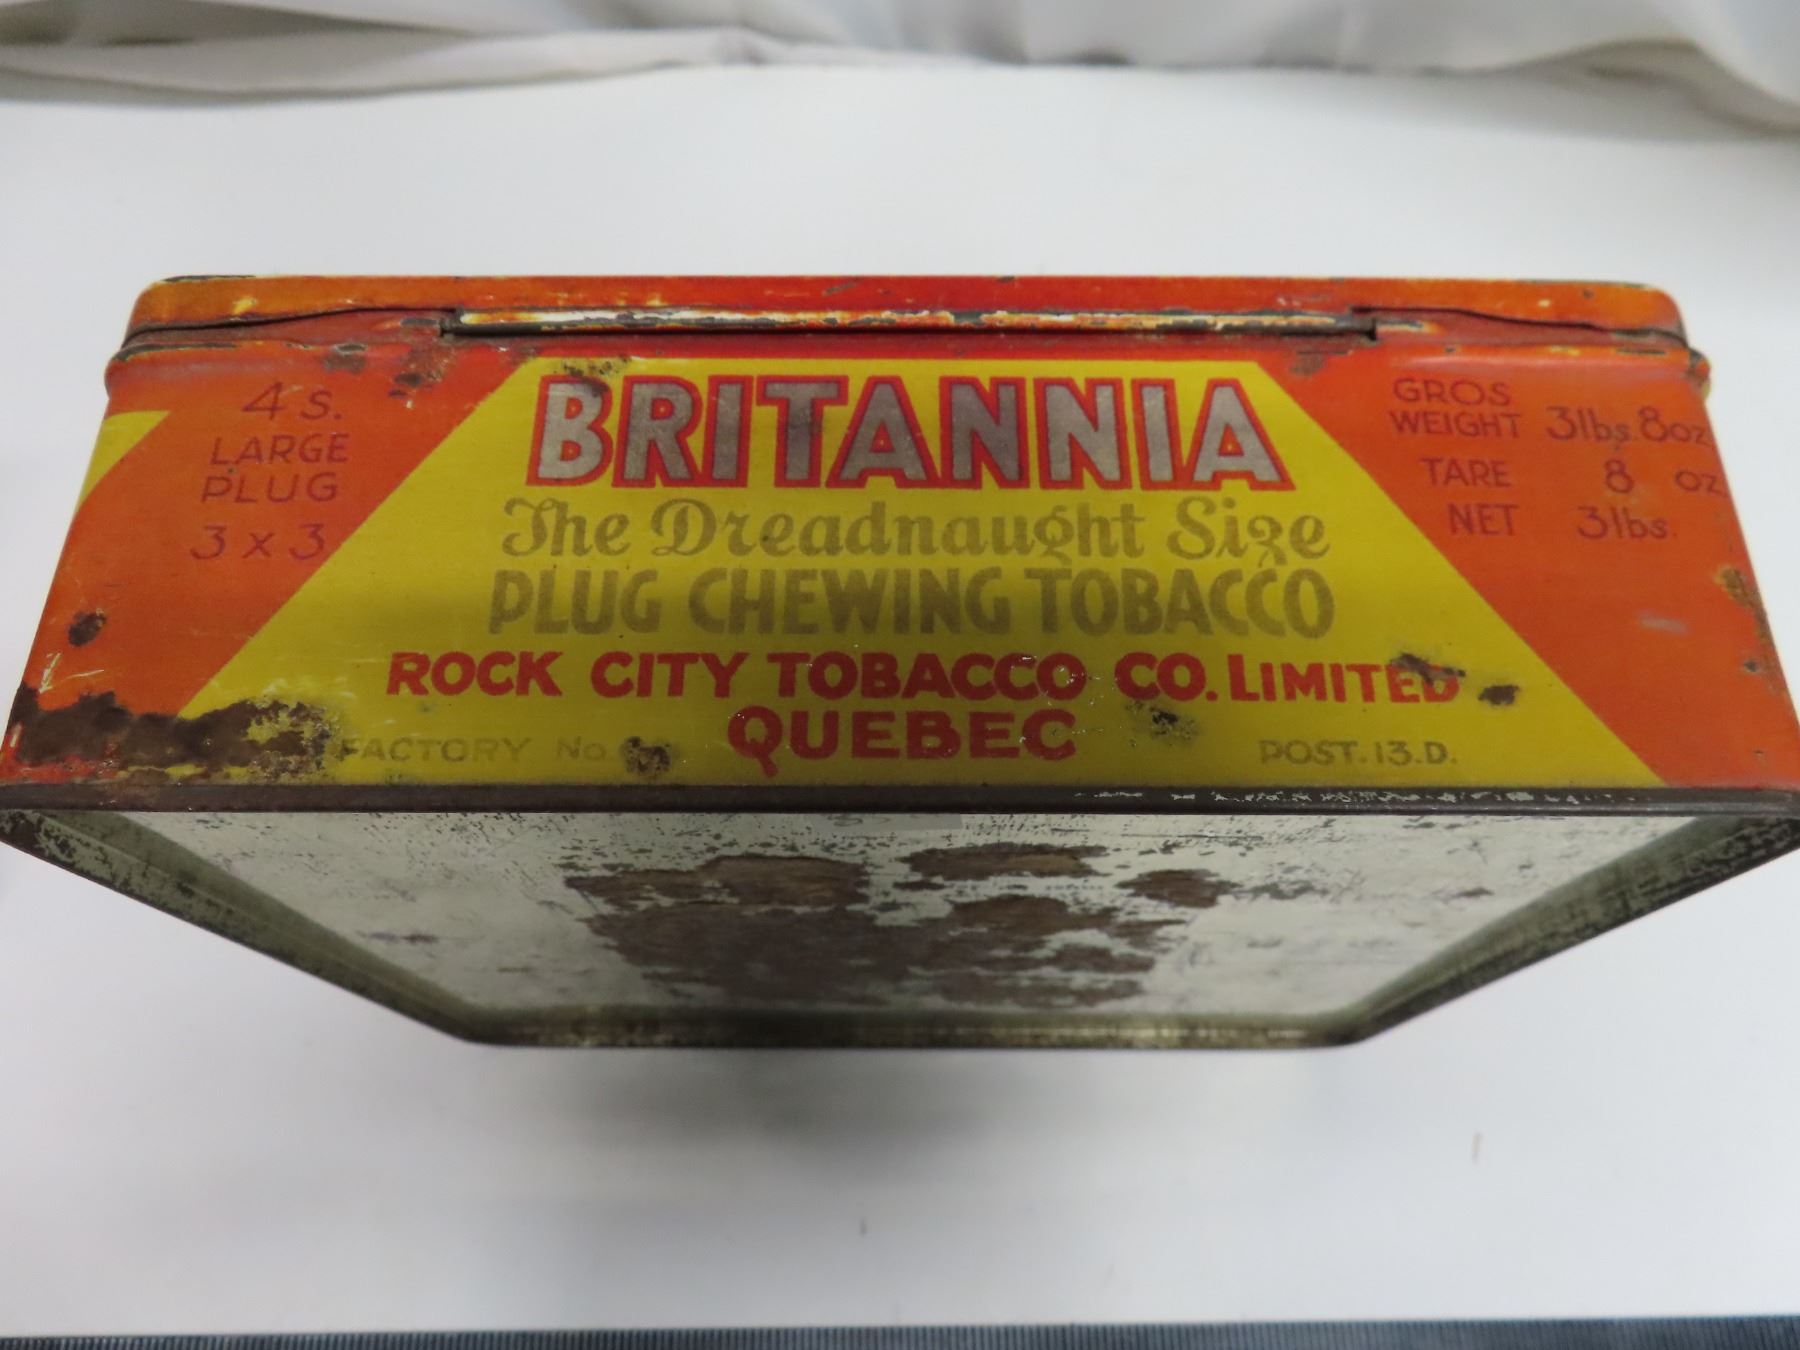 4 s.
LARGE
PLUG
3 x 3
BRITANNIA
The Dreadnaught Size
PLUG CHEWING TOBACCO
ROCK CITY TOBACCO CO. LIMITED
QUEBEC
FACTORY No
POST. 13. D.
GROS
WEIGHT 3lbs. 8oz.
TARE 8 oz.
NET 3lbs.